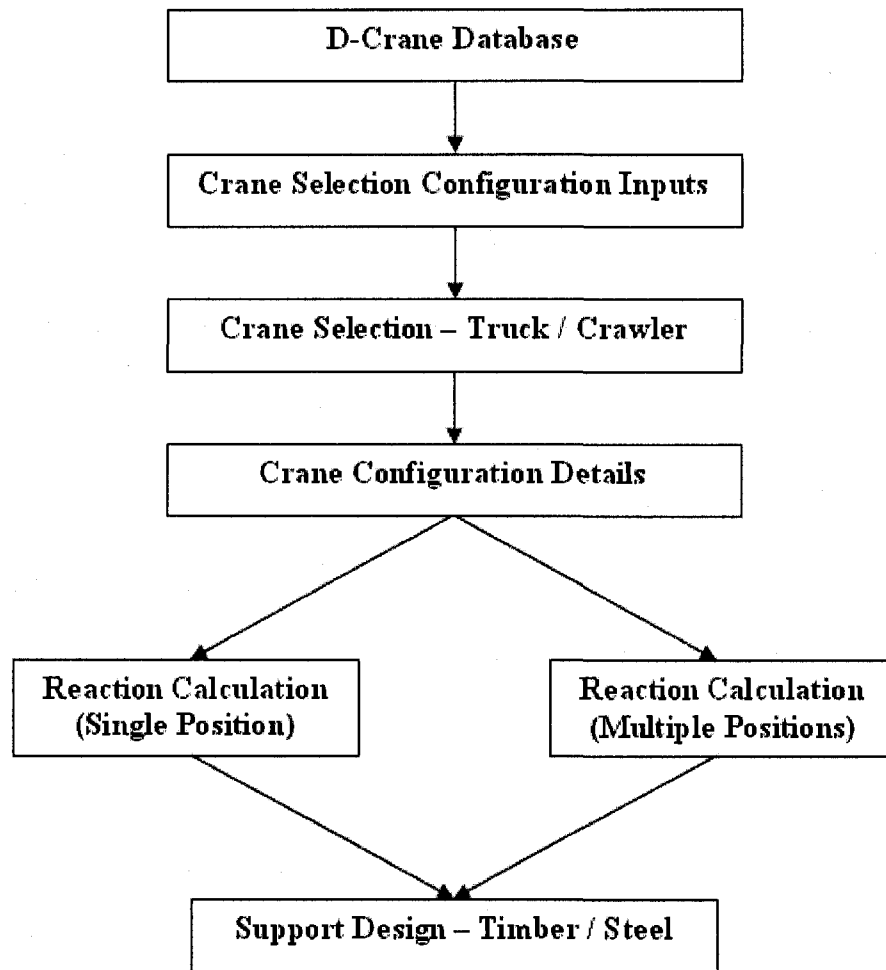 D-Crane Database
Crane Selection Configuration Inputs
Crane Selection – Truck / Crawler
Crane Configuration Details
Reaction Calculation
(Single Position)
Reaction Calculation
(Multiple Positions)
Support Design – Timber / Steel